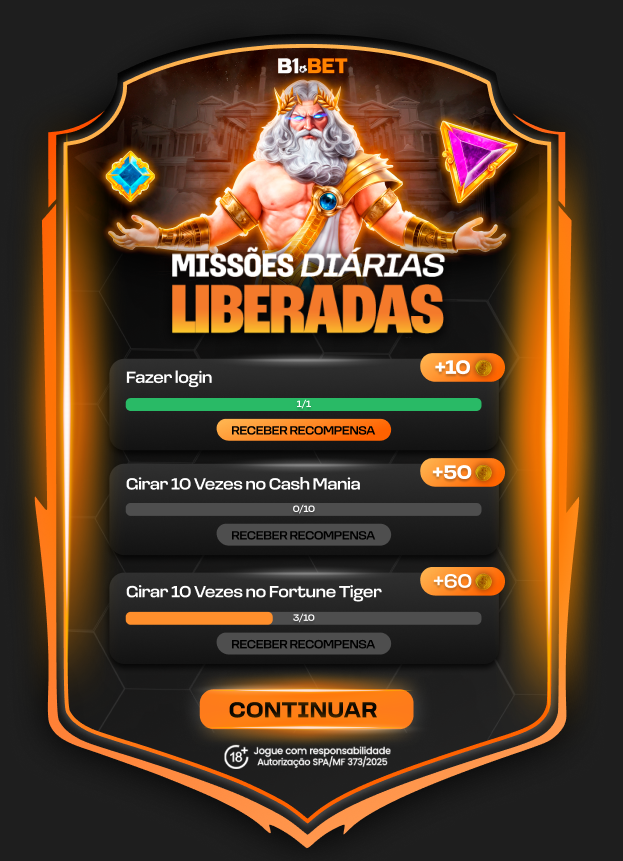 B1.BET
MISSÕES DIÁRIAS
LIBERADAS
+10
Fazer login
1/1
RECEBER RECOMPENSA
+50
Girar 10 Vezes no Cash Mania
0/10
RECEBER RECOMPENSA
+60
Girar 10 Vezes no Fortune Tiger
3/10
RECEBER RECOMPENSA
CONTINUAR
18+ Jogue com responsabilidade
Autorização SPA/MF 373/2025